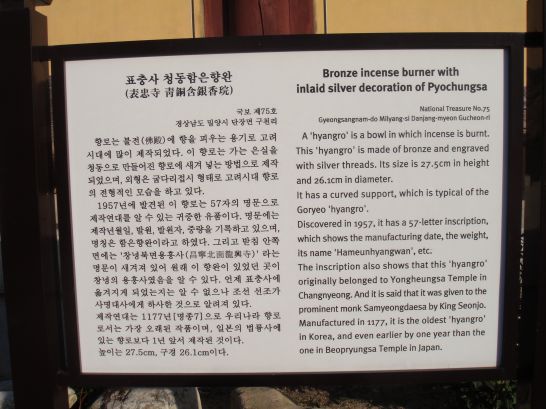 표충사 청동함은향완
(表忠寺 靑銅含銀香垸)
국보 제75호
경상남도 밀양시 단장면 구천리
향로는 불전(佛殿)에 향을 피우는 용기로 고려
시대에 많이 제작되었다. 이 향로는 가는 은실을
청동으로 만들어진 향로에 새겨 넣는 방법으로 제작
되었으며, 외형은 굽다리접시 형태로 고려시대 향로
의 전형적인 모습을 하고 있다.
1957년에 발견된 이 향로는 57자의 명문으로
제작연대를 알 수 있는 귀중한 유품이다. 명문에는
제작년월일, 발원, 발원자, 중량을 기록하고 있으며,
명칭은 함은향완이라고 하였다. 그리고 받침 안쪽
면에는 '창녕북면용흥사(昌寧北面龍興寺)' 라는
명문이 새겨져 있어 원래 이 향완이 있었던 곳이
창녕의 용흥사였음을 알 수 있다. 언제 표충사에
옮겨지게 되었는지는 알 수 없으나 조선 선조가
사명대사에게 하사한 것으로 알려져 있다.
제작연대는 1177년[명종7]으로 우리나라 향로
로서는 가장 오래된 작품이며, 일본의 법륭사에
있는 향로보다 1년 앞서 제작된 것이다.
높이는 27.5cm, 구경 26.1cm이다.
Bronze incense burner with
inlaid silver decoration of Pyochungsa
National Treasure No.75
Gyeongsangnam-do Milyang-si Danjang-myeon Gucheon-ri
A 'hyangro' is a bowl in which incense is burnt.
This 'hyangro' is made of bronze and engraved
with silver threads. Its size is 27.5cm in height
and 26.1cm in diameter.
It has a curved support, which is typical of the
Goryeo 'hyangro'.
Discovered in 1957, it has a 57-letter inscription,
which shows the manufacturing date, the weight,
its name 'Hameunhyangwan', etc.
The inscription also shows that this 'hyangro'
originally belonged to Yongheungsa Temple in
Changnyeong. And it is said that it was given to the
prominent monk Samyeongdaesa by King Seonjo.
Manufactured in 1177, it is the oldest 'hyangro'
in Korea, and even earlier by one year than the
one in Beopryungsa Temple in Japan.